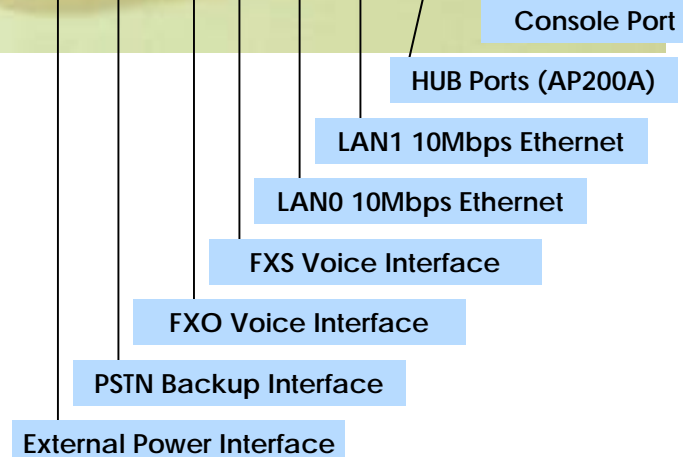 Console Port
HUB Ports (AP200A)
LAN1 10Mbps Ethernet
LAN0 10Mbps Ethernet
FXS Voice Interface
FXO Voice Interface
PSTN Backup Interface
External Power Interface